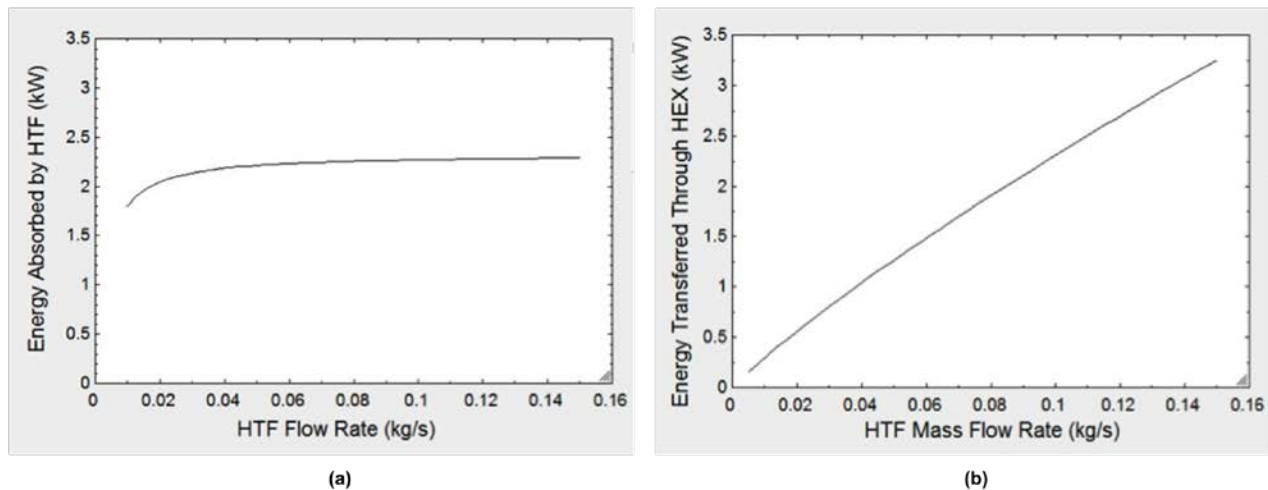 3.5
3
2.5
2
1.5
1
0.5
0
0 0.02 0.04 0.06 0.08 0.1 0.12 0.14 0.16
Energy Absorbed by HTF (kW)
HTF Flow Rate (kg/s)
(a)
3.5
3
2.5
2
1.5
1
0.5
0
0 0.02 0.04 0.06 0.08 0.1 0.12 0.14 0.16
Energy Transferred Through HEX (kW)
HTF Mass Flow Rate (kg/s)
(b)